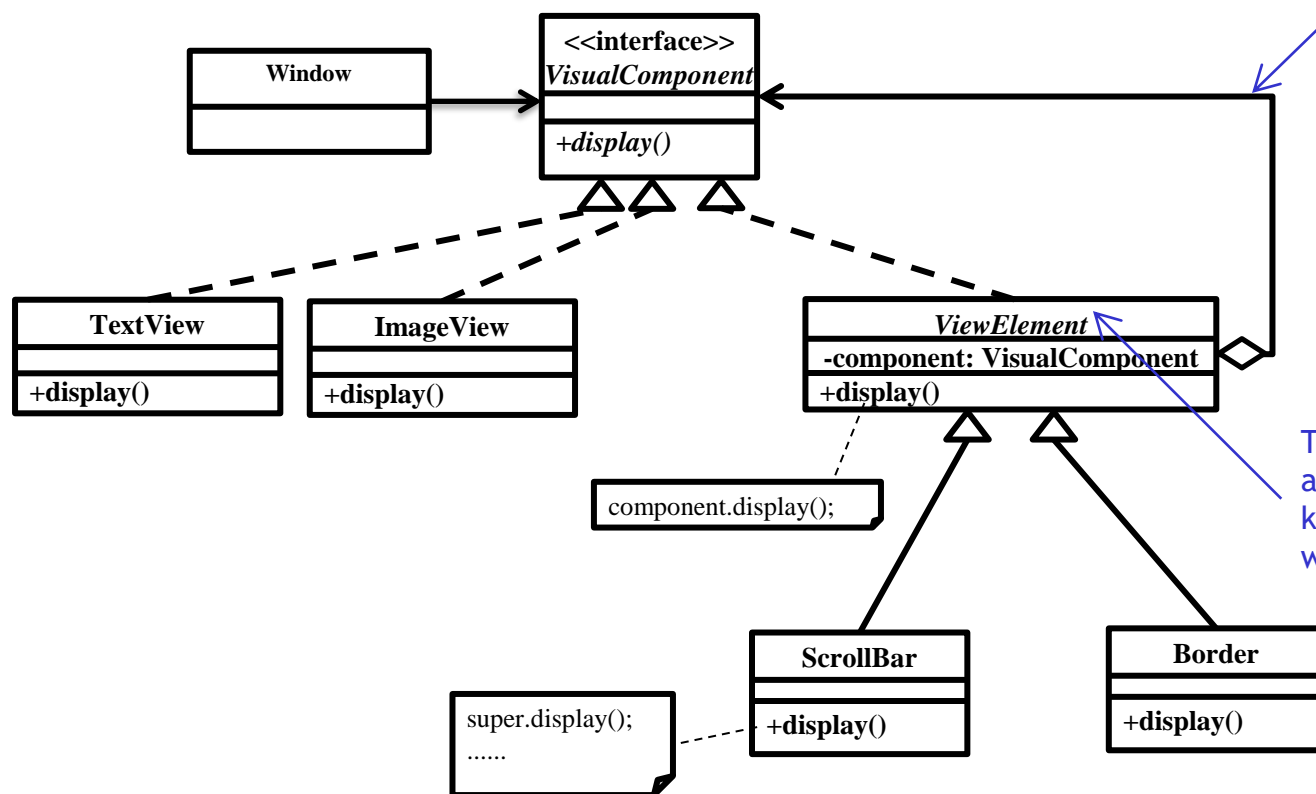 <<interface>>
VisualComponent
+display()
Window
TextView
+display()
ImageView
+display()
ViewElement
-component: VisualComponent
+display()
component.display();
ScrollBar
+display()
super.display();
......
Border
+display()